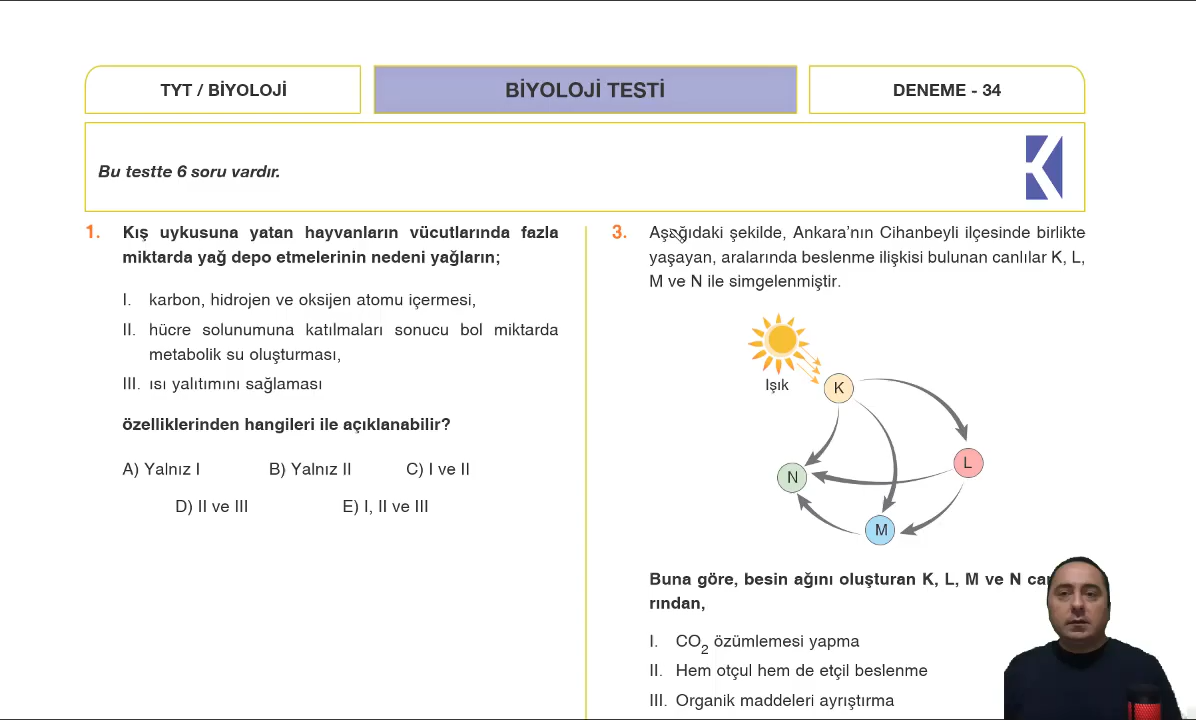 TYT / BİYOLOJİ
BİYOLOJİ TESTİ
DENEME - 34
Bu testte 6 soru vardır.
1. Kış uykusuna yatan hayvanların vücutlarında fazla
miktarda yağ depo etmelerinin nedeni yağların;
I. karbon, hidrojen ve oksijen atomu içermesi,
II. hücre solunumuna katılmaları sonucu bol miktarda
metabolik su oluşturması,
III. ısı yalıtımını sağlaması
özelliklerinden hangileri ile açıklanabilir?
A) Yalnız I B) Yalnız II C) I ve II
D) II ve III E) I, II ve III
3. Aşağıdaki şekilde, Ankara'nın Cihanbeyli ilçesinde birlikte
yaşayan, aralarında beslenme ilişkisi bulunan canlılar K, L,
M ve N ile simgelenmiştir.
Işık
K
L
N
M
Buna göre, besin ağını oluşturan K, L, M ve N
rından,
I. CO₂ özümlemesi yapma
II. Hem otçul hem de etçil beslenme
III. Organik maddeleri ayrıştırma